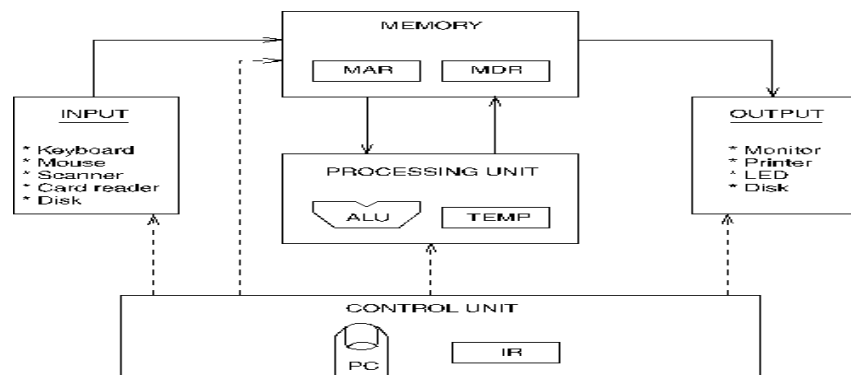 MEMORY
MAR
MDR
INPUT
* Keyboard
* Mouse
* Scanner
* Card reader
* Disk
OUTPUT
* Monitor
* Printer
* LED
* Disk
PROCESSING UNIT
ALU
TEMP
CONTROL UNIT
PC
IR